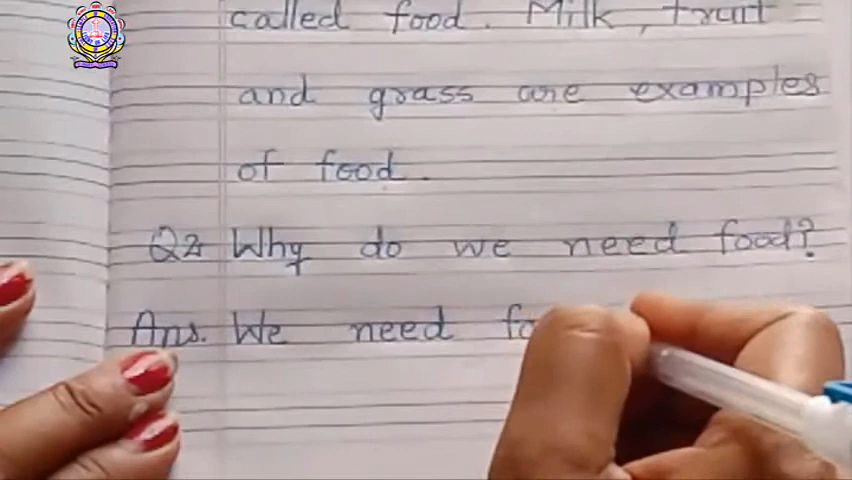 called food. Milk, fruit
and grass are examples
of food.
Q2 Why do we need food?
Ans. We need fo